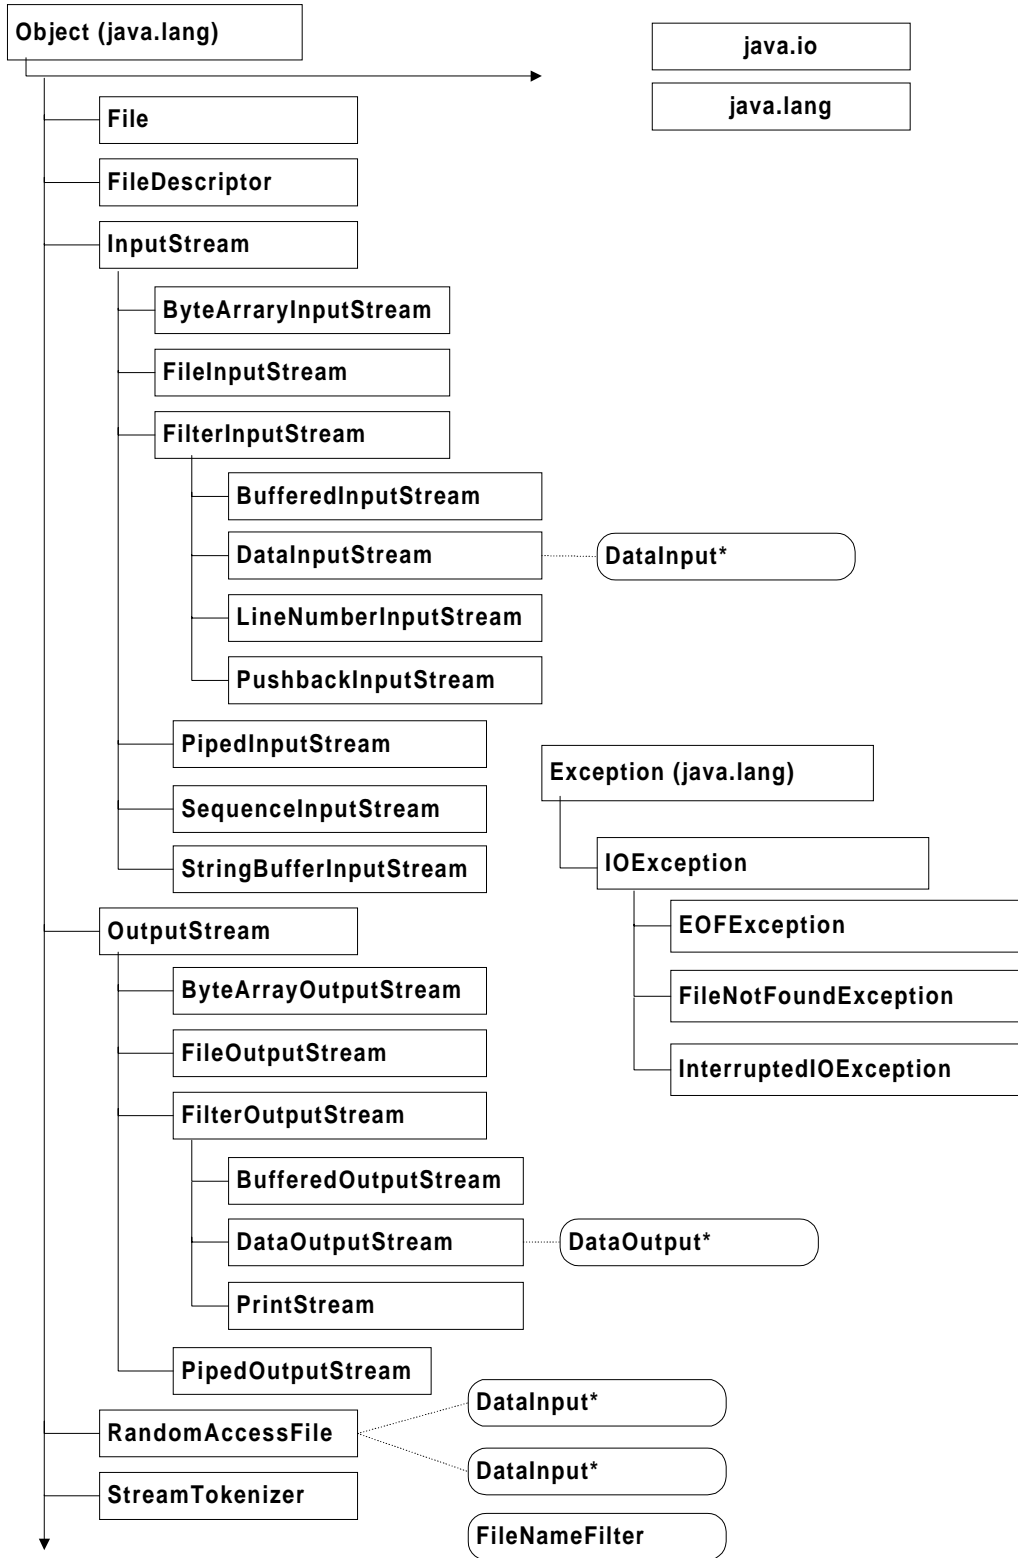 Object (java.lang)
java.io
java.lang
File
FileDescriptor
InputStream
ByteArraryInputStream
FileInputStream
FilterInputStream
BufferedInputStream
DataInputStream
DataInput*
LineNumberInputStream
PushbackInputStream
PipedInputStream
Exception (java.lang)
SequenceInputStream
IOException
StringBufferInputStream
OutputStream
EOFException
ByteArrayOutputStream
FileNotFoundException
FileOutputStream
InterruptedIOException
FilterOutputStream
BufferedOutputStream
DataOutputStream
DataOutput*
PrintStream
PipedOutputStream
DataInput*
RandomAccessFile
DataInput*
StreamTokenizer
FileNameFilter